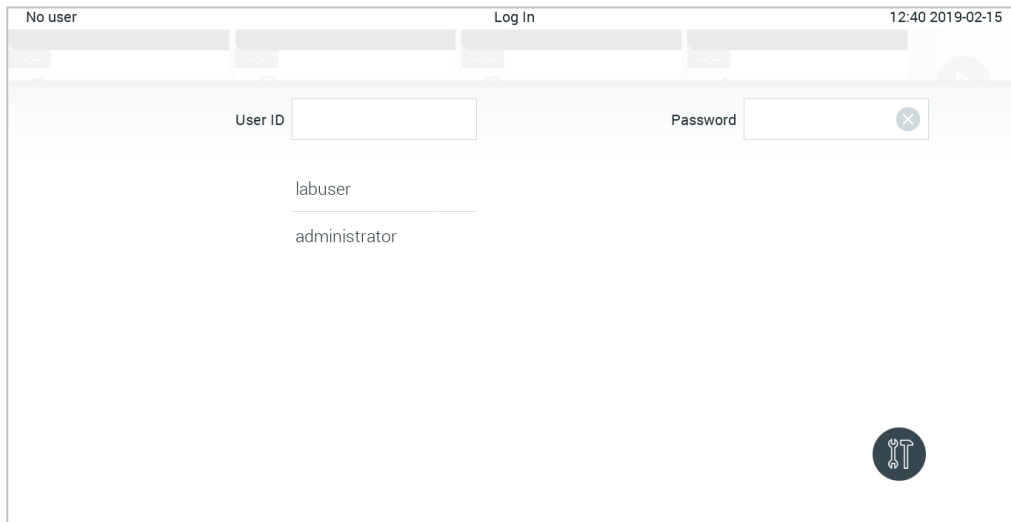 No user Log In 12:40 2019-02-15
--:-- --:-- --:-- --:--
User ID Password
labuser
administrator